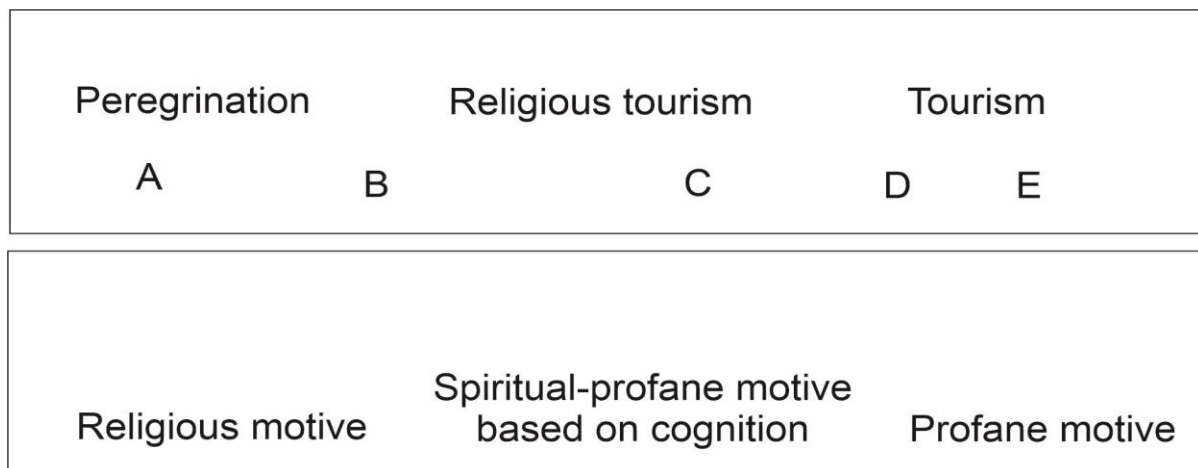 Peregrination Religious tourism Tourism
A B C D E
Spiritual-profane motive
Religious motive based on cognition Profane motive